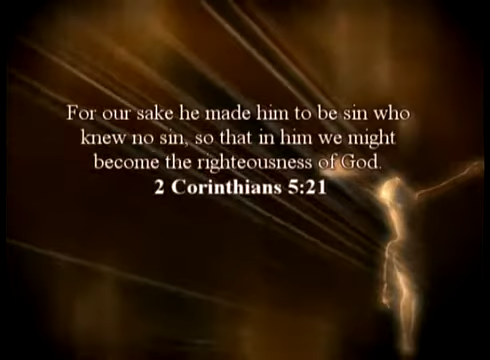 For our sake he made him to be sin who
knew no sin, so that in him we might
become the righteousness of God.
2 Corinthians 5:21